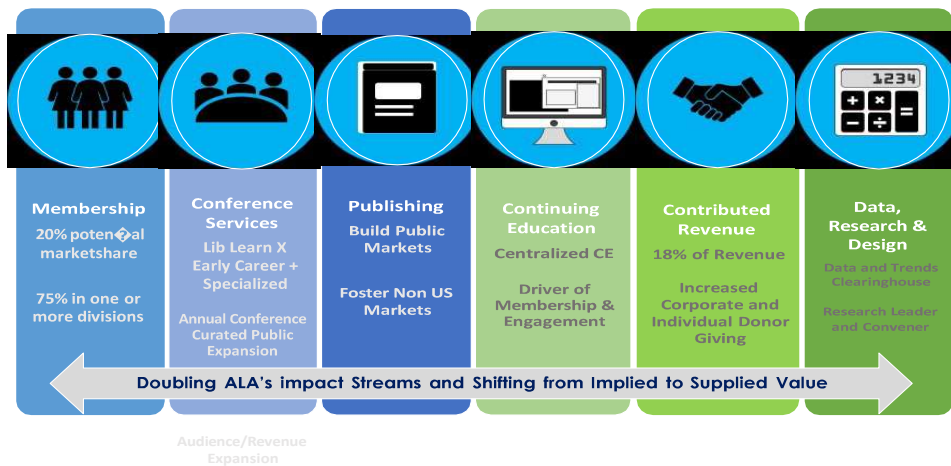 1234
Membership
20% poten�al
marketshare
75% in one or
more divisions
Conference
Services
Lib Learn X
Early Career +
Specialized
Annual Conference
Curated Public
Expansion
Audience/Revenue
Expansion
Publishing
Build Public
Markets
Foster Non US
Markets
Continuing
Education
Centralized CE
Driver of
Membership &
Engagement
Contributed
Revenue
18% of Revenue
Increased
Corporate and
Individual Donor
Giving
Data,
Research &
Design
Data and Trends
Clearinghouse
Research Leader
and Convener
Doubling ALA's impact Streams and Shifting from Implied to Supplied Value